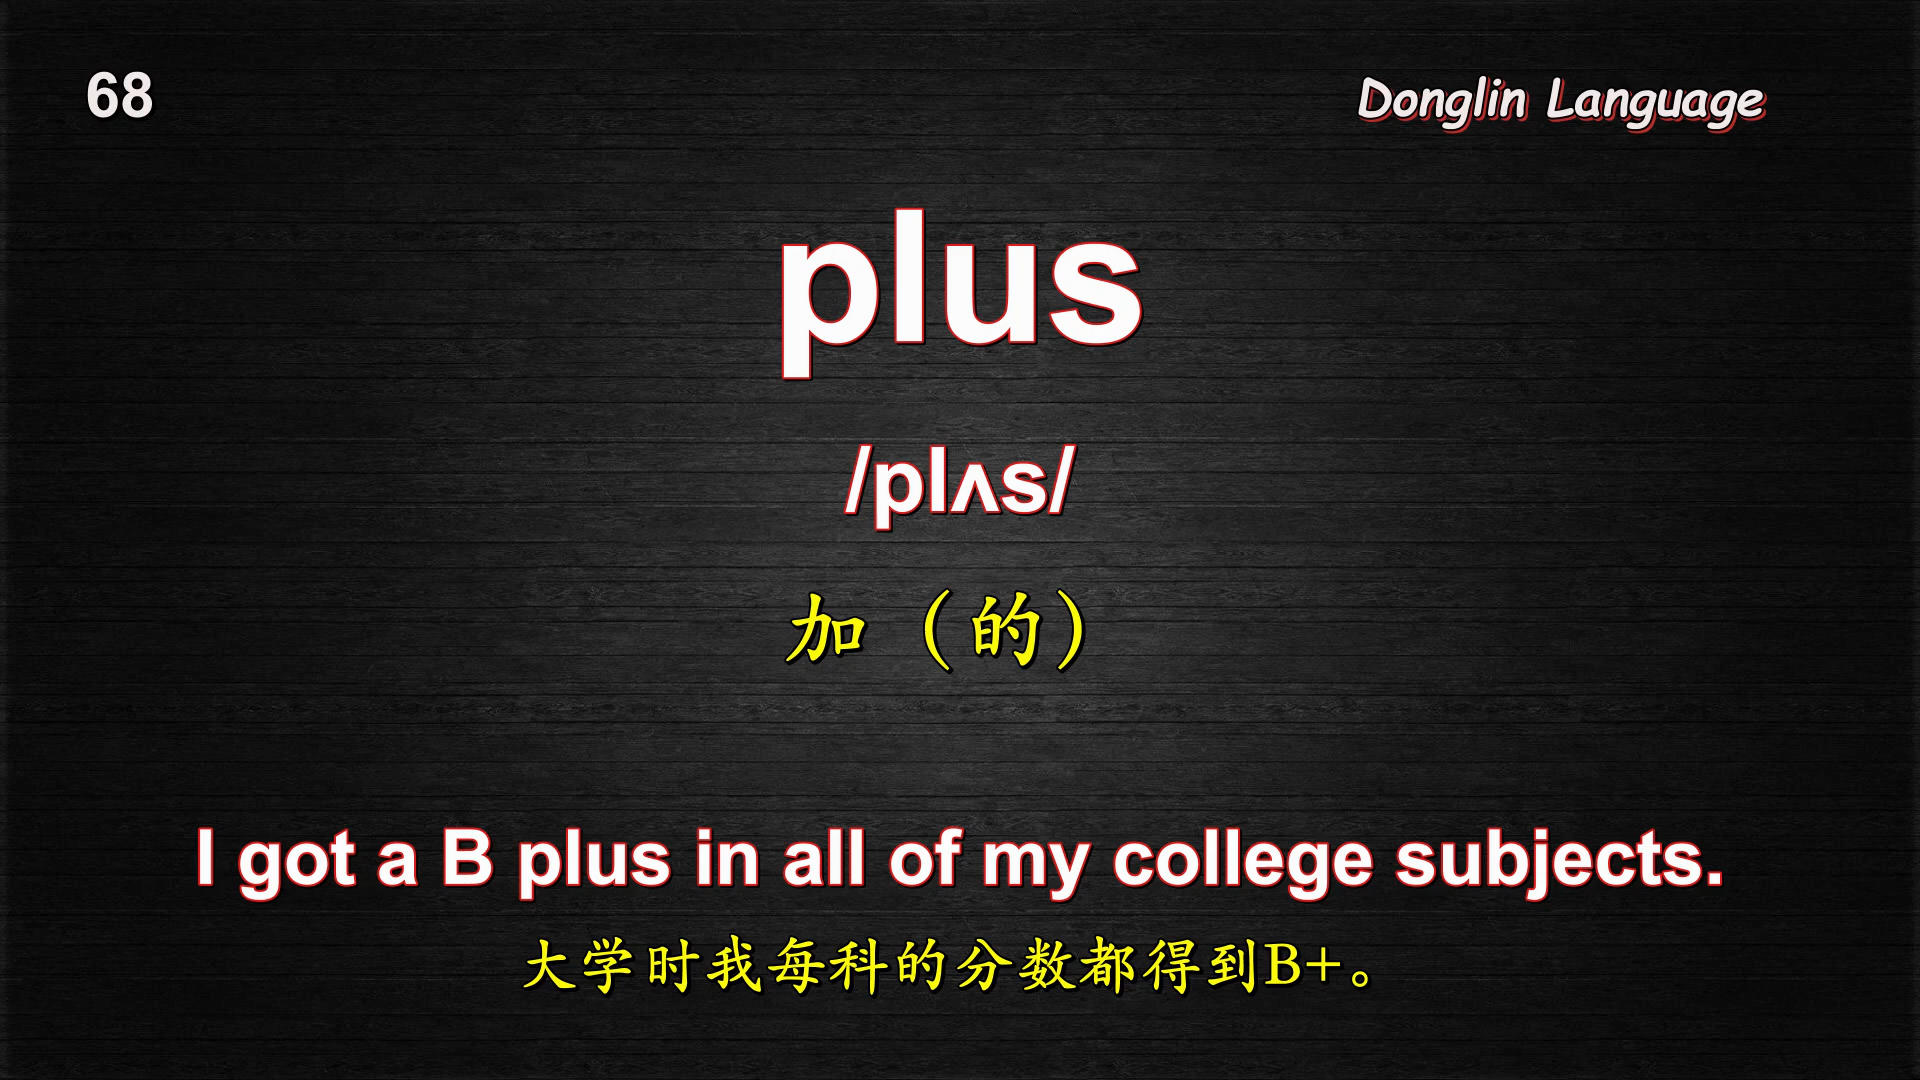 68
Donglin Language
plus
/plʌs/
加（的）
I got a B plus in all of my college subjects.
大学时我每科的分数都得到B+。